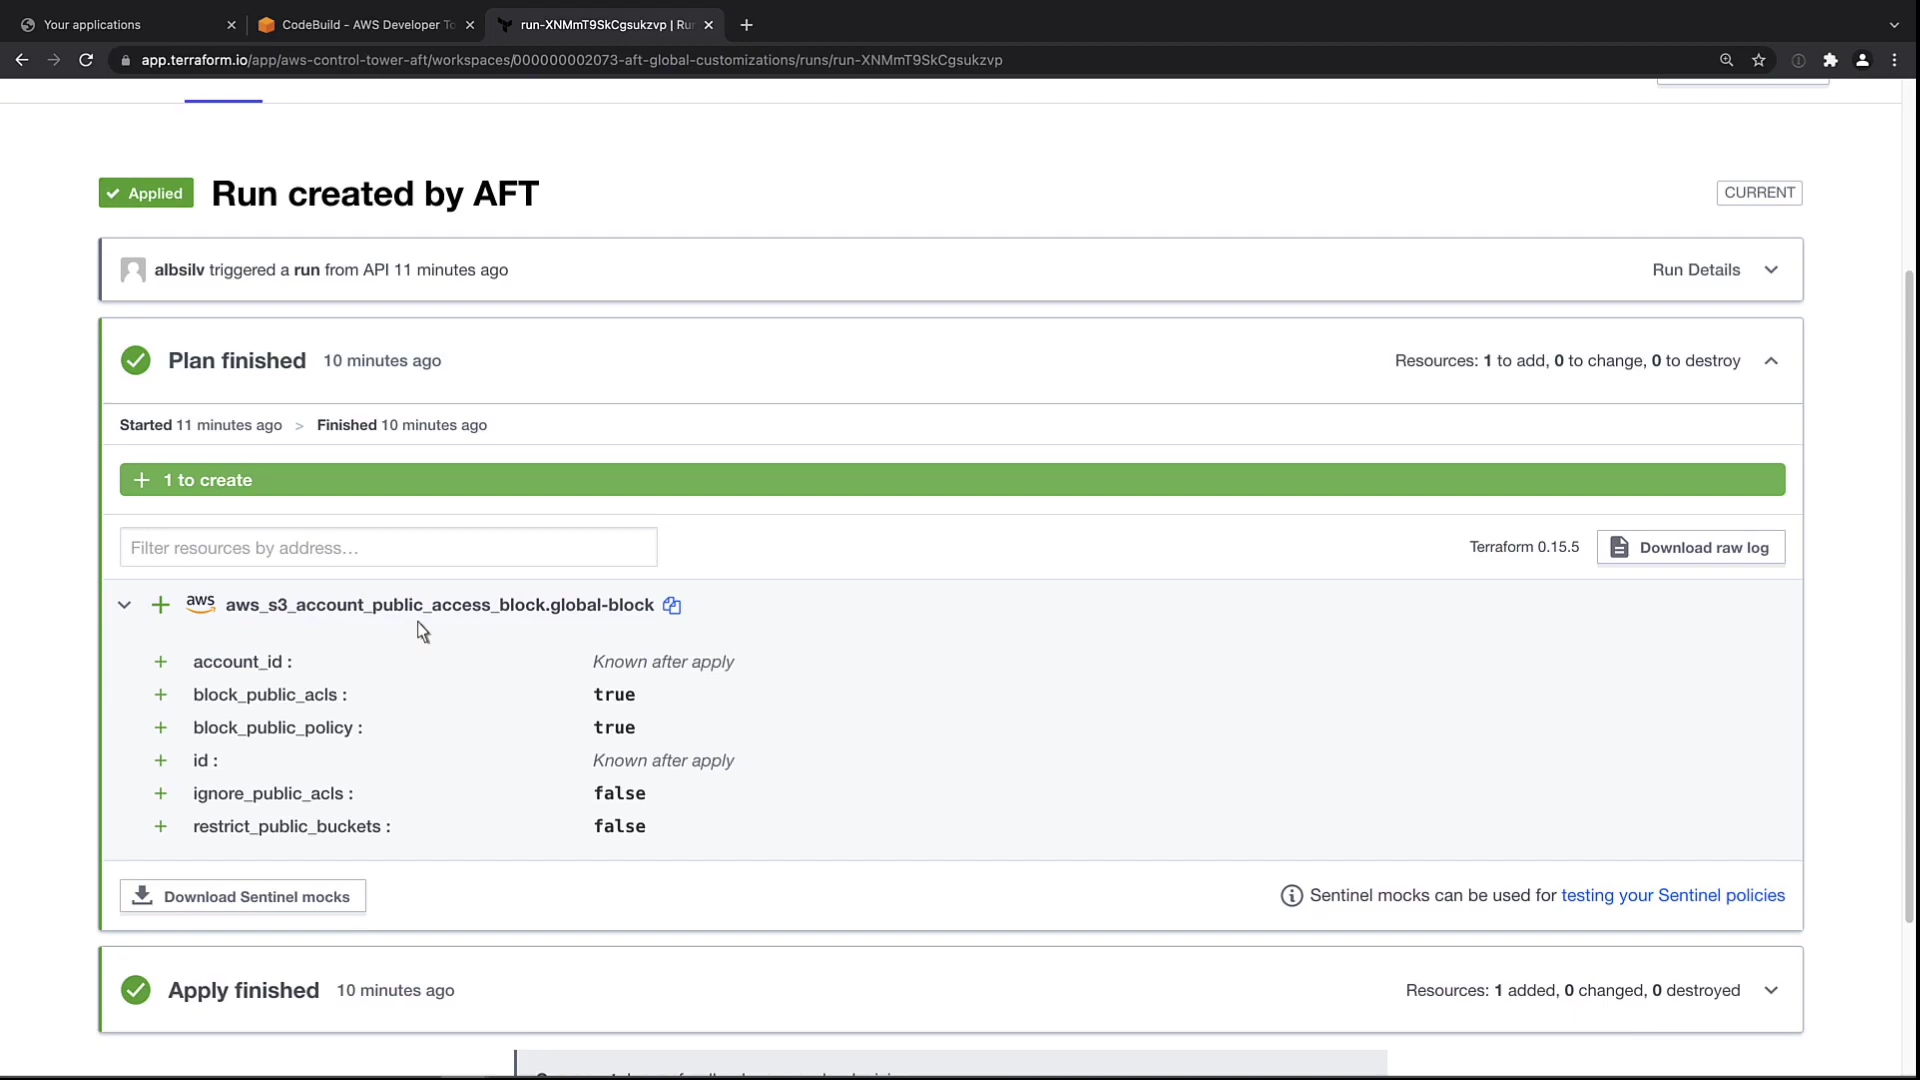 Your applications
CodeBuild - AWS Developer To
run-XNMmT9SkCgsukzvp | Run
app.terraform.io/app/aws-control-tower-aft/workspaces/000000002073-aft-global-customizations/runs/run-XNMmT9SkCgsukzvp
Applied
Run created by AFT
CURRENT
albsilv triggered a run from API 11 minutes ago
Run Details
Plan finished 10 minutes ago
Resources: 1 to add, 0 to change, 0 to destroy
Started 11 minutes ago > Finished 10 minutes ago
+ 1 to create
Filter resources by address…
Terraform 0.15.5
Download raw log
+ aws aws_s3_account_public_access_block.global-block
+ account_id : Known after apply
+ block_public_acls : true
+ block_public_policy : true
+ id : Known after apply
+ ignore_public_acls : false
+ restrict_public_buckets : false
Download Sentinel mocks
Sentinel mocks can be used for testing your Sentinel policies
Apply finished 10 minutes ago
Resources: 1 added, 0 changed, 0 destroyed